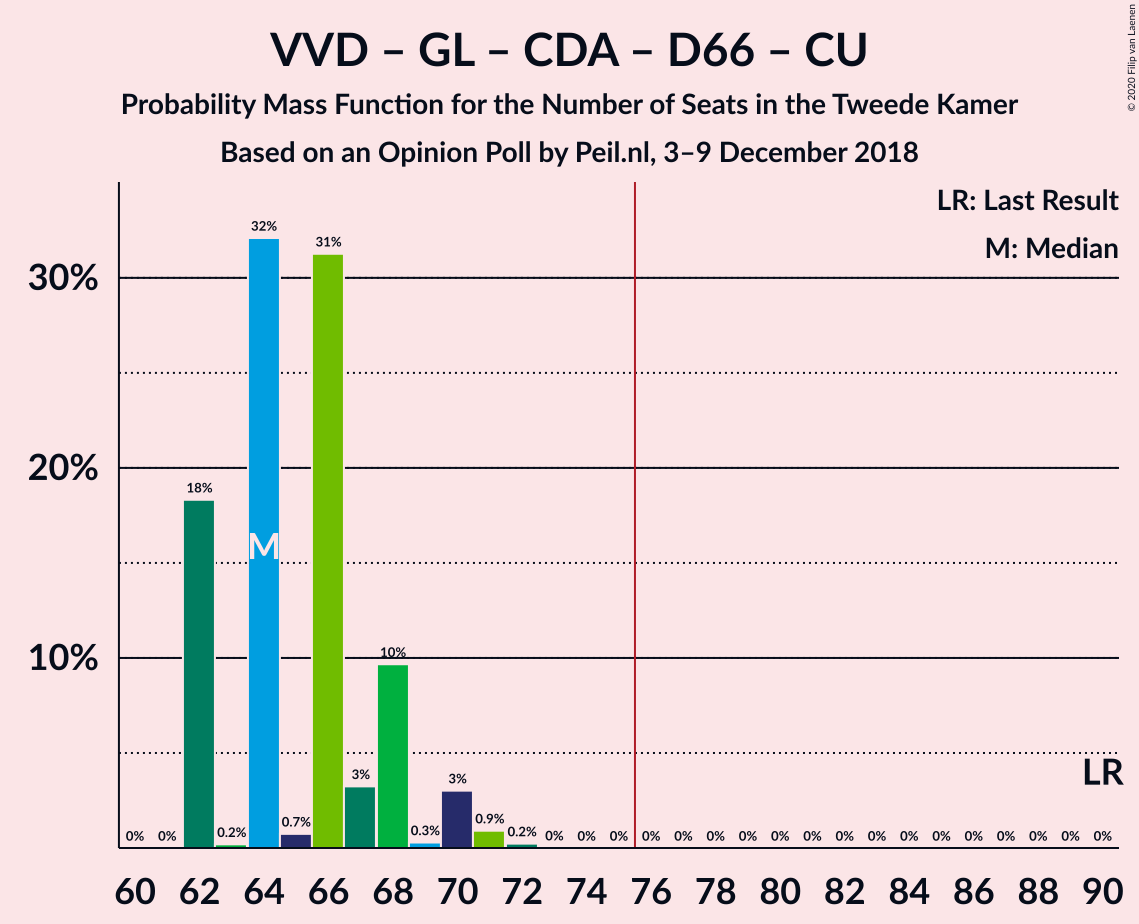 VVD – GL – CDA – D66 – CU
Probability Mass Function for the Number of Seats in the Tweede Kamer
Based on an Opinion Poll by Peil.nl, 3–9 December 2018
© 2020 Filip van Laenen
LR: Last Result
M: Median
30%
20%
10%
0% 0% 18% 0.2% 32% 0.7% 31% 3% 10% 0.3% 3% 0.9% 0.2% 0% 0% 0% 0% 0% 0% 0% 0% 0% 0% 0% 0% 0% 0% 0% 0% 0% 0%
M
LR
60 62 64 66 68 70 72 74 76 78 80 82 84 86 88 90